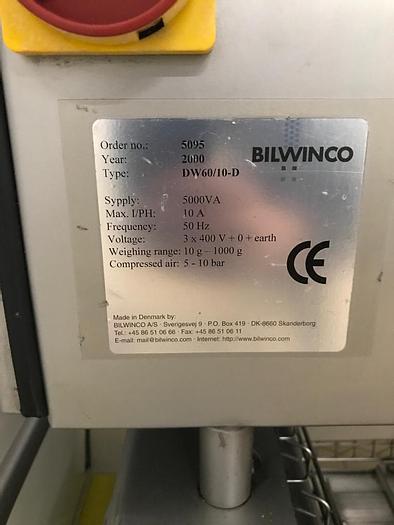 Order no.: 5095
Year: 2000
Type: DW60/10-D
BILWINCO
Sypply: 5000VA
Max. I/PH: 10 A
Frequency: 50 Hz
Voltage: 3 x 400 V + 0 + earth
Weighing range: 10 g – 1000 g
Compressed air: 5 - 10 bar
CE
Made in Denmark by:
BILWINCO A/S · Sverigesvej 9 · P.O. Box 419 · DK-8660 Skanderborg
Tel.: +45 86 51 06 66 · Fax: +45 86 51 06 11
E-mail: mail@bilwinco.com · Internet: http://www.bilwinco.com